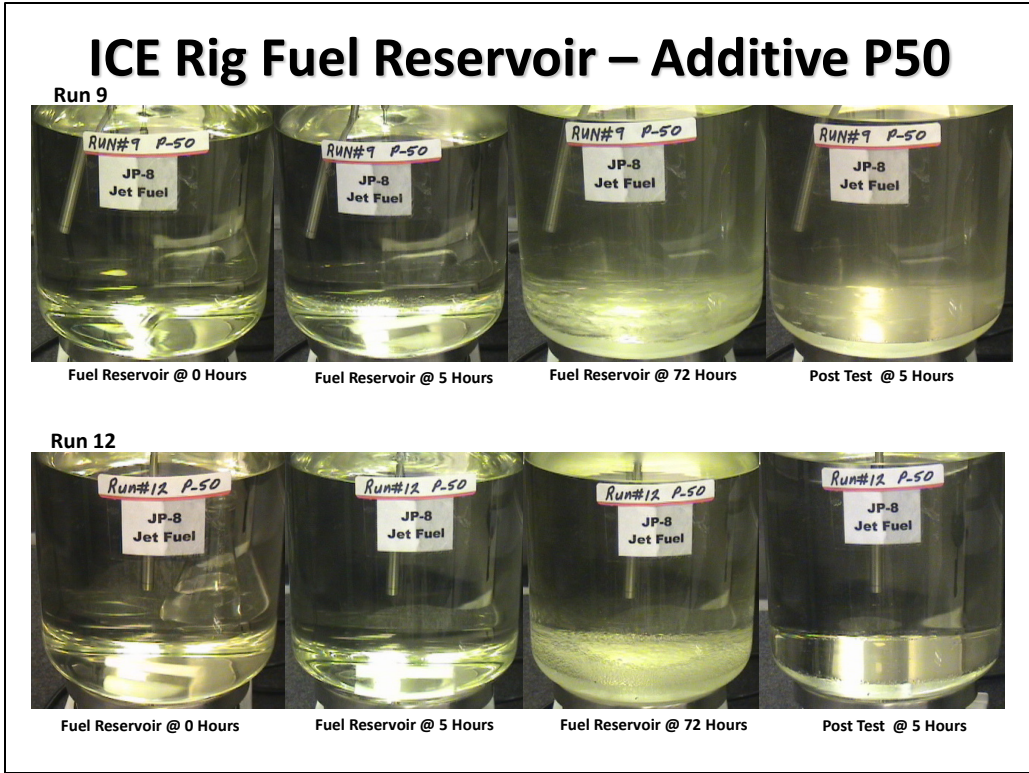 ICE Rig Fuel Reservoir – Additive P50
Run 9
RUN#9 P-50
JP-8
Jet Fuel
RUN#9 P-50
JP-8
Jet Fuel
RUN#9 P-50
JP-8
Jet Fuel
RUN#9 P-50
JP-8
Jet Fuel
Fuel Reservoir @ 0 Hours
Fuel Reservoir @ 5 Hours
Fuel Reservoir @ 72 Hours
Post Test @ 5 Hours
Run 12
Run#12 P-50
JP-8
Jet Fuel
Run#12 P-50
JP-8
Jet Fuel
Run#12 P-50
JP-8
Jet Fuel
Run#12 P-50
JP-8
Jet Fuel
Fuel Reservoir @ 0 Hours
Fuel Reservoir @ 5 Hours
Fuel Reservoir @ 72 Hours
Post Test @ 5 Hours